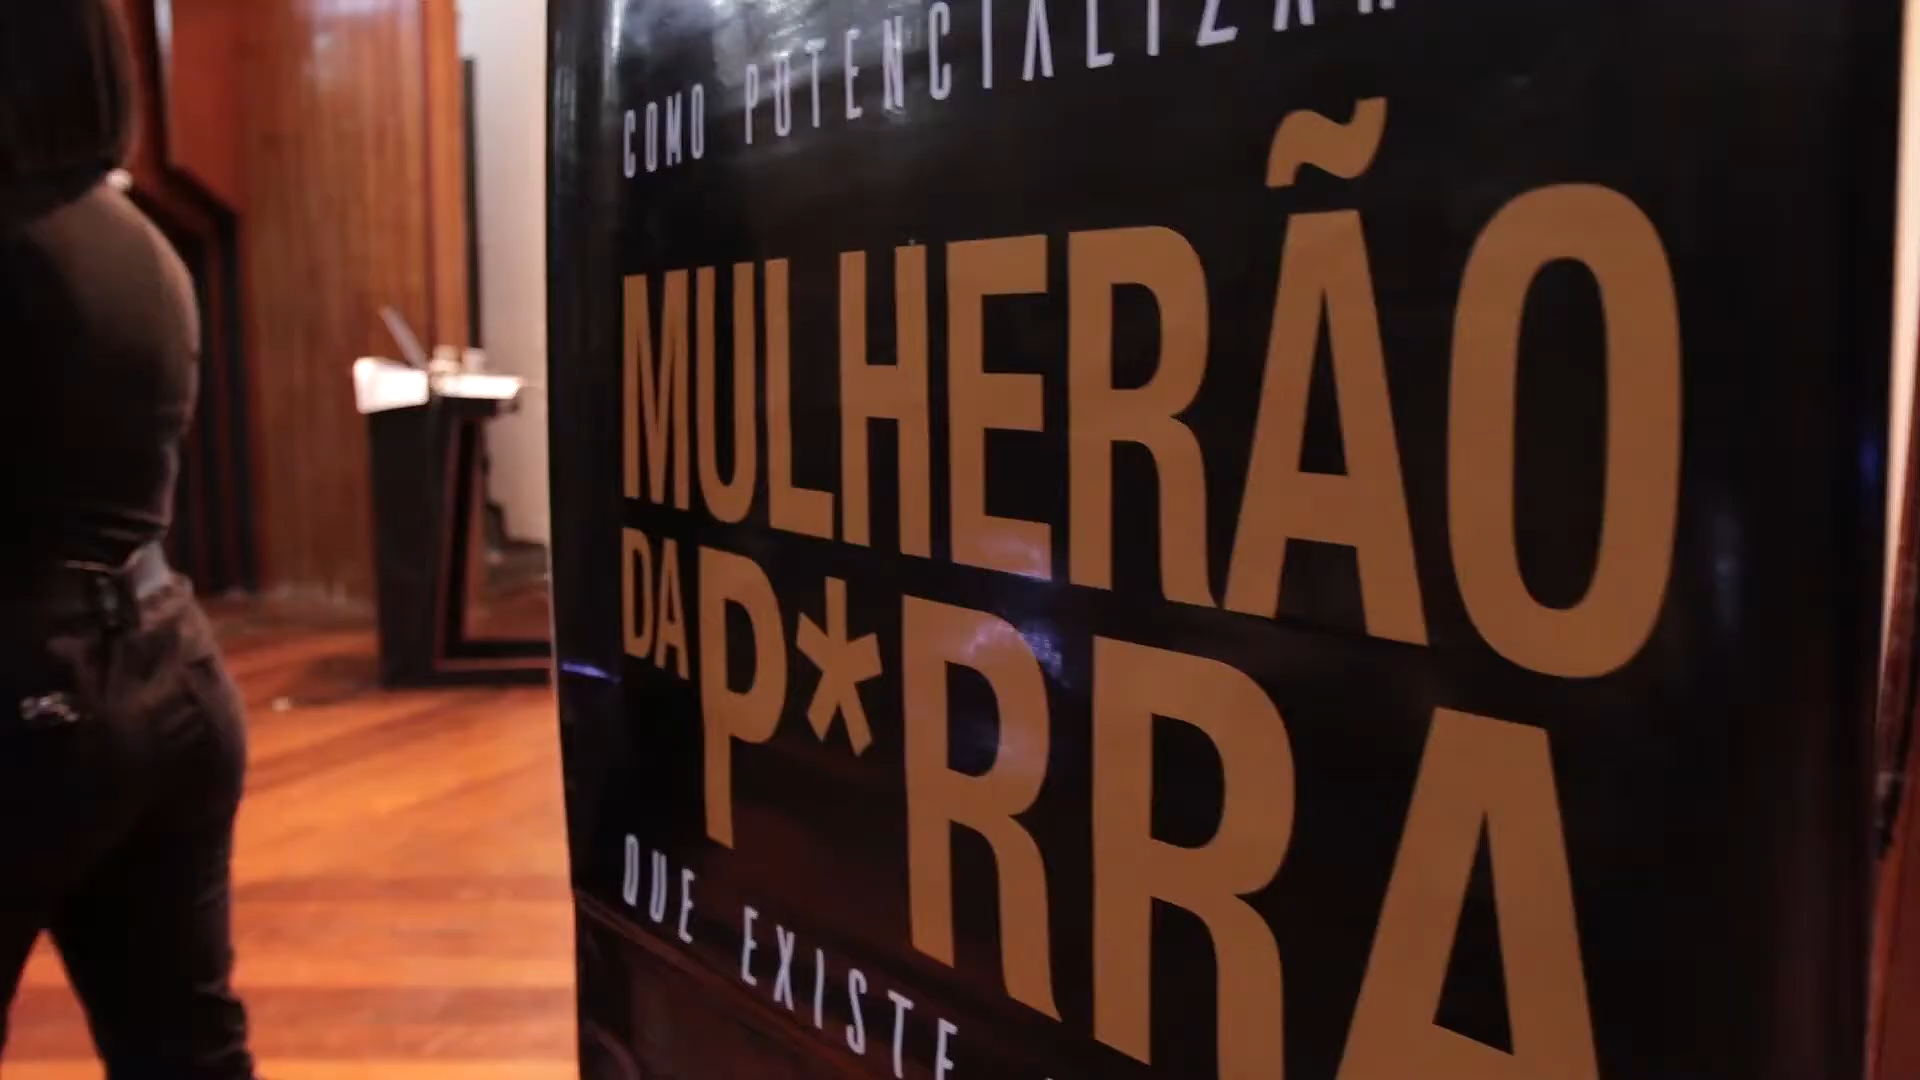 COMO POTENCIALIZAR
MULHERÃO
DA P*RRA
QUE EXISTE